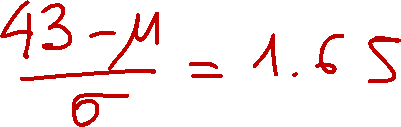 (43 − μ)/σ = 1.65